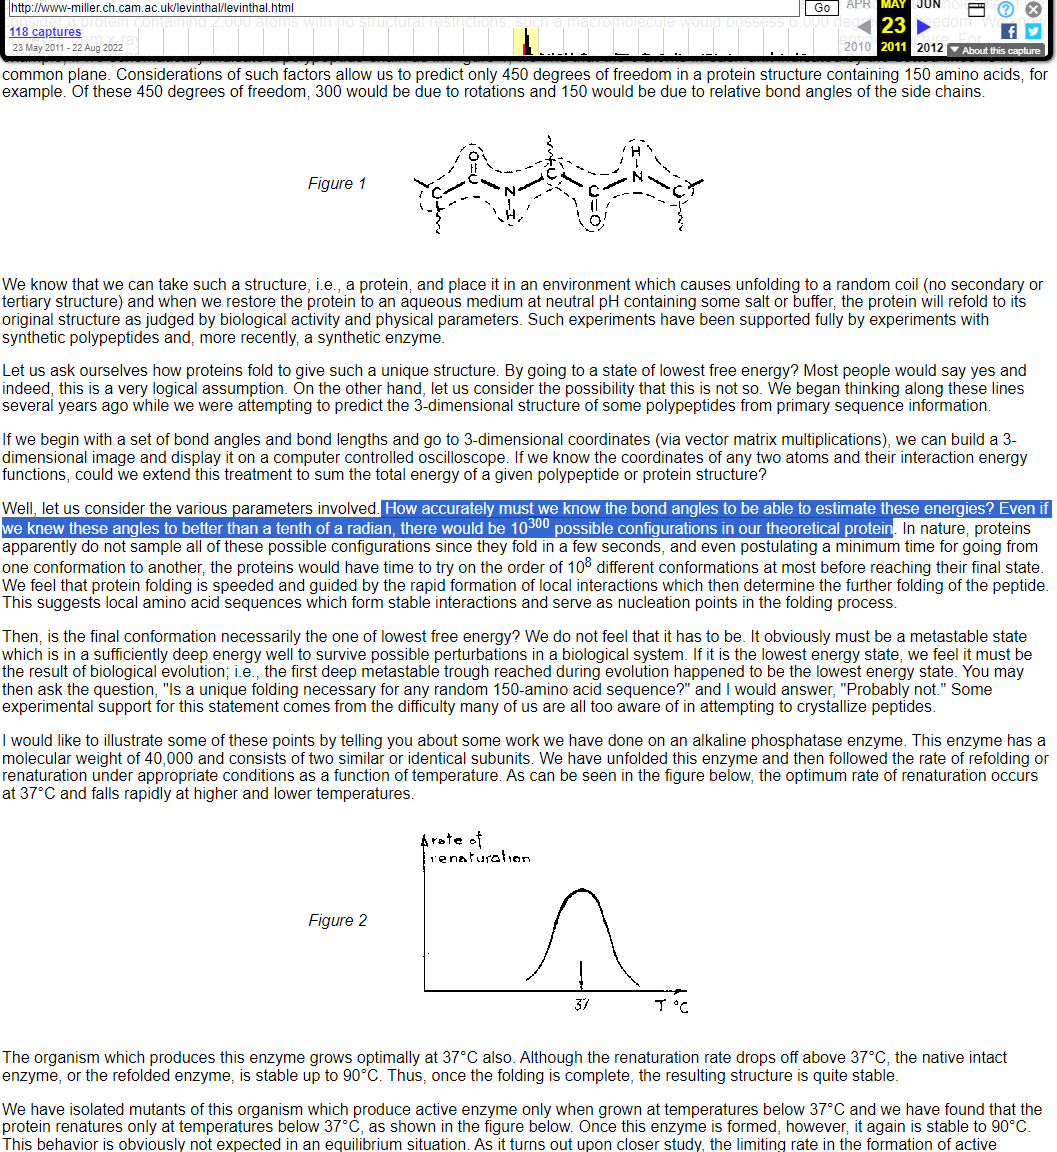 http://www-miller.ch.cam.ac.uk/levinthal/levinthal.html Go APR MAY JUN
118 captures 23
23 May 2011 - 22 Aug 2022 2010 2011 2012 About this capture
common plane. Considerations of such factors allow us to predict only 450 degrees of freedom in a protein structure containing 150 amino acids, for
example. Of these 450 degrees of freedom, 300 would be due to rotations and 150 would be due to relative bond angles of the side chains.
Figure 1
O H
C C N
C N C C
H O
We know that we can take such a structure, i.e., a protein, and place it in an environment which causes unfolding to a random coil (no secondary or
tertiary structure) and when we restore the protein to an aqueous medium at neutral pH containing some salt or buffer, the protein will refold to its
original structure as judged by biological activity and physical parameters. Such experiments have been supported fully by experiments with
synthetic polypeptides and, more recently, a synthetic enzyme.
Let us ask ourselves how proteins fold to give such a unique structure. By going to a state of lowest free energy? Most people would say yes and
indeed, this is a very logical assumption. On the other hand, let us consider the possibility that this is not so. We began thinking along these lines
several years ago while we were attempting to predict the 3-dimensional structure of some polypeptides from primary sequence information.
If we begin with a set of bond angles and bond lengths and go to 3-dimensional coordinates (via vector matrix multiplications), we can build a 3-
dimensional image and display it on a computer controlled oscilloscope. If we know the coordinates of any two atoms and their interaction energy
functions, could we extend this treatment to sum the total energy of a given polypeptide or protein structure?
Well, let us consider the various parameters involved. How accurately must we know the bond angles to be able to estimate these energies? Even if
we knew these angles to better than a tenth of a radian, there would be 10³⁰⁰ possible configurations in our theoretical protein. In nature, proteins
apparently do not sample all of these possible configurations since they fold in a few seconds, and even postulating a minimum time for going from
one conformation to another, the proteins would have time to try on the order of 10⁸ different conformations at most before reaching their final state.
We feel that protein folding is speeded and guided by the rapid formation of local interactions which then determine the further folding of the peptide.
This suggests local amino acid sequences which form stable interactions and serve as nucleation points in the folding process.
Then, is the final conformation necessarily the one of lowest free energy? We do not feel that it has to be. It obviously must be a metastable state
which is in a sufficiently deep energy well to survive possible perturbations in a biological system. If it is the lowest energy state, we feel it must be
the result of biological evolution; i.e., the first deep metastable trough reached during evolution happened to be the lowest energy state. You may
then ask the question, "Is a unique folding necessary for any random 150-amino acid sequence?" and I would answer, "Probably not." Some
experimental support for this statement comes from the difficulty many of us are all too aware of in attempting to crystallize peptides.
I would like to illustrate some of these points by telling you about some work we have done on an alkaline phosphatase enzyme. This enzyme has a
molecular weight of 40,000 and consists of two similar or identical subunits. We have unfolded this enzyme and then followed the rate of refolding or
renaturation under appropriate conditions as a function of temperature. As can be seen in the figure below, the optimum rate of renaturation occurs
at 37°C and falls rapidly at higher and lower temperatures.
rate of
renaturation
Figure 2
37 T °C
The organism which produces this enzyme grows optimally at 37°C also. Although the renaturation rate drops off above 37°C, the native intact
enzyme, or the refolded enzyme, is stable up to 90°C. Thus, once the folding is complete, the resulting structure is quite stable.
We have isolated mutants of this organism which produce active enzyme only when grown at temperatures below 37°C and we have found that the
protein renatures only at temperatures below 37°C, as shown in the figure below. Once this enzyme is formed, however, it again is stable to 90°C.
This behavior is obviously not expected in an equilibrium situation. As it turns out upon closer study, the limiting rate in the formation of active